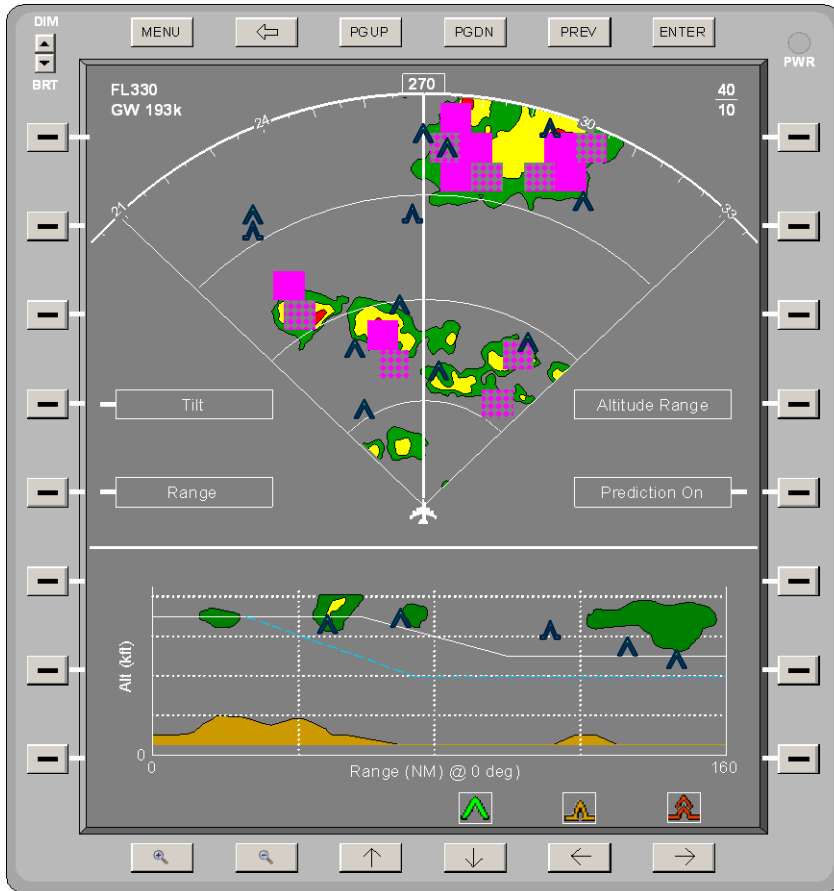 DIM
MENU
PGUP
PGDN
PREV
ENTER
BRT
PWR
FL330
GW 193k
270
40
10
24
30
21
33
Tilt
Altitude Range
Range
Prediction On
Alt (kft)
0
0
Range (NM) @ 0 deg)
160